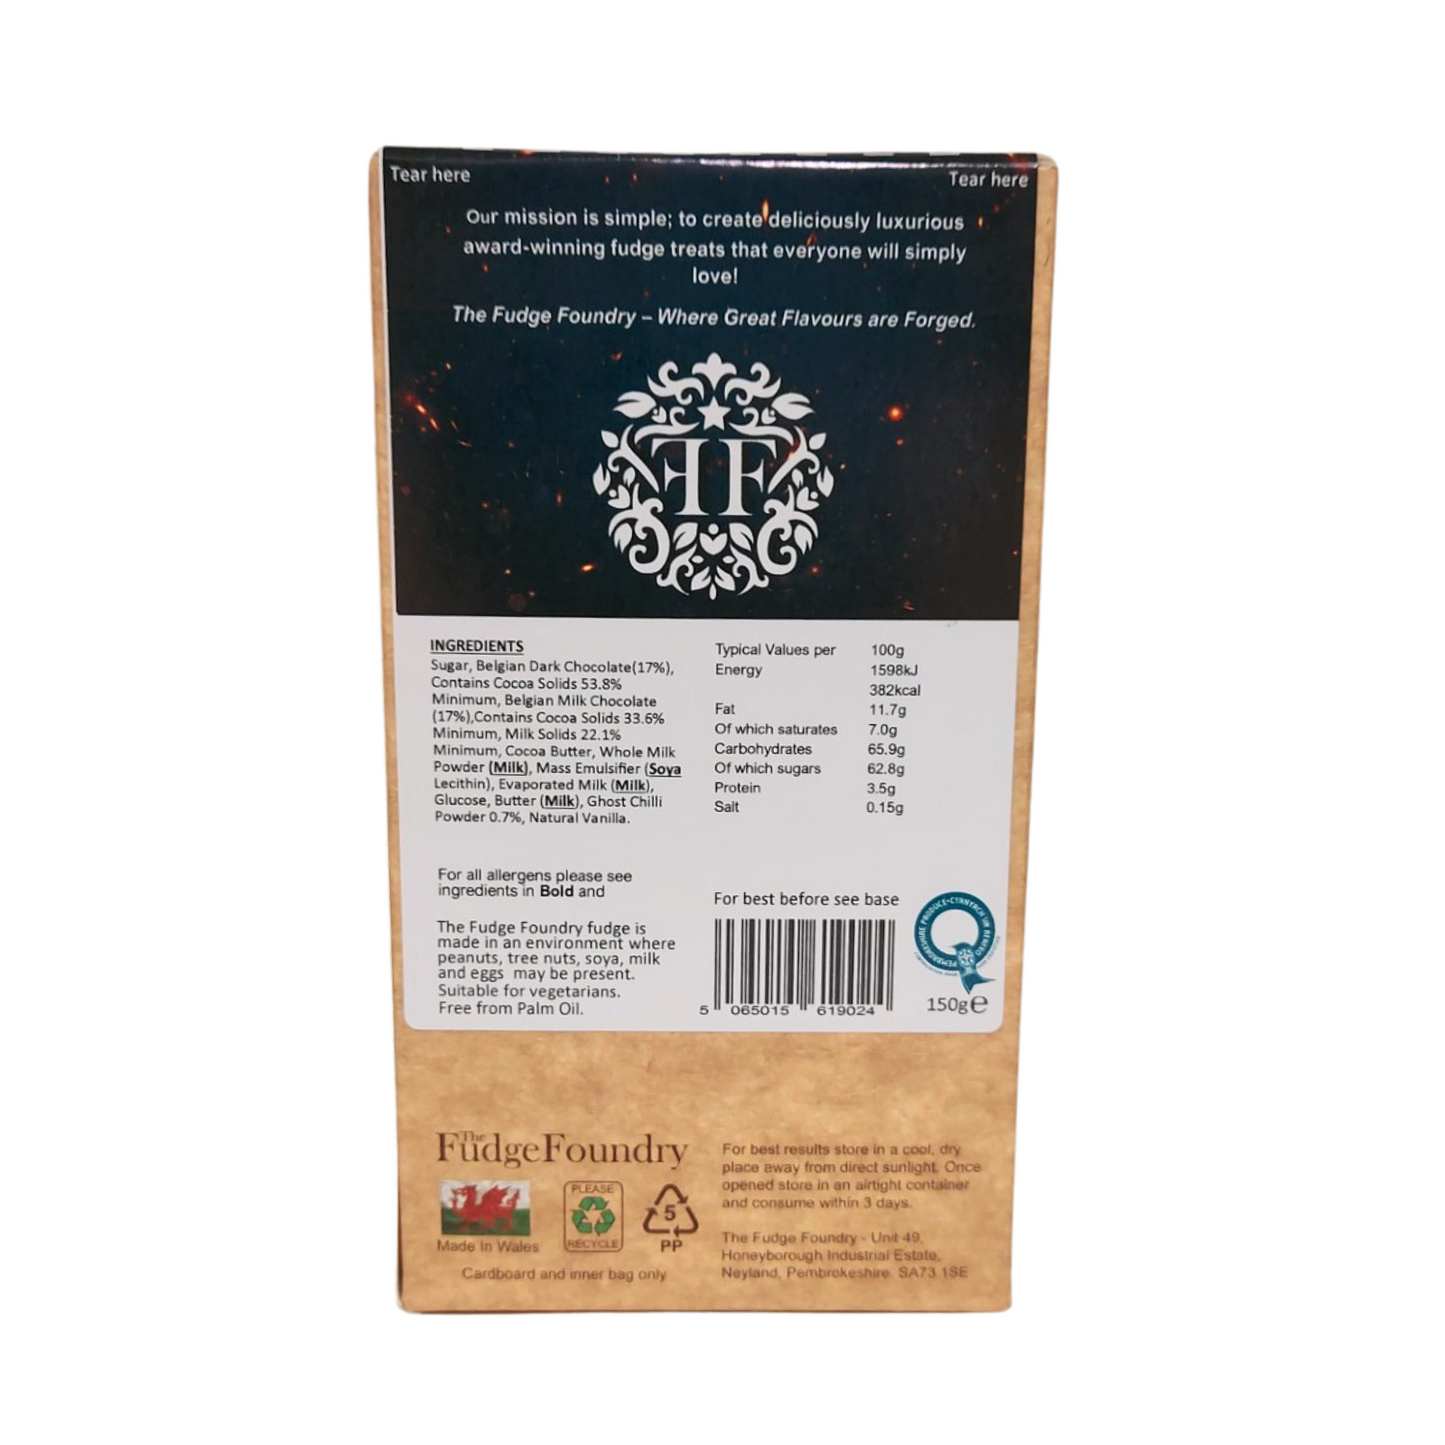 Tear here
Tear here
Our mission is simple; to create deliciously luxurious
award-winning fudge treats that everyone will simply
love!
The Fudge Foundry – Where Great Flavours are Forged.
FF
INGREDIENTS
Sugar, Belgian Dark Chocolate(17%),
Contains Cocoa Solids 53.8%
Minimum, Belgian Milk Chocolate
(17%),Contains Cocoa Solids 33.6%
Minimum, Milk Solids 22.1%
Minimum, Cocoa Butter, Whole Milk
Powder (Milk), Mass Emulsifier (Soya
Lecithin), Evaporated Milk (Milk),
Glucose, Butter (Milk), Ghost Chilli
Powder 0.7%, Natural Vanilla.
For all allergens please see
ingredients in Bold and
The Fudge Foundry fudge is
made in an environment where
peanuts, tree nuts, soya, milk
and eggs may be present.
Suitable for vegetarians.
Free from Palm Oil.
Typical Values per 100g
Energy 1598kJ
382kcal
Fat 11.7g
Of which saturates 7.0g
Carbohydrates 65.9g
Of which sugars 62.8g
Protein 3.5g
Salt 0.15g
For best before see base
5 065015 619024
PEMBROKESHIRE PRODUCE•CYNNYRCH SIR BENFRO
150g℮
The Fudge Foundry
Made In Wales
PLEASE
RECYCLE
5
PP
Cardboard and inner bag only
For best results store in a cool, dry
place away from direct sunlight. Once
opened store in an airtight container
and consume within 3 days.
The Fudge Foundry - Unit 49,
Honeyborough Industrial Estate,
Neyland, Pembrokeshire. SA73 1SE